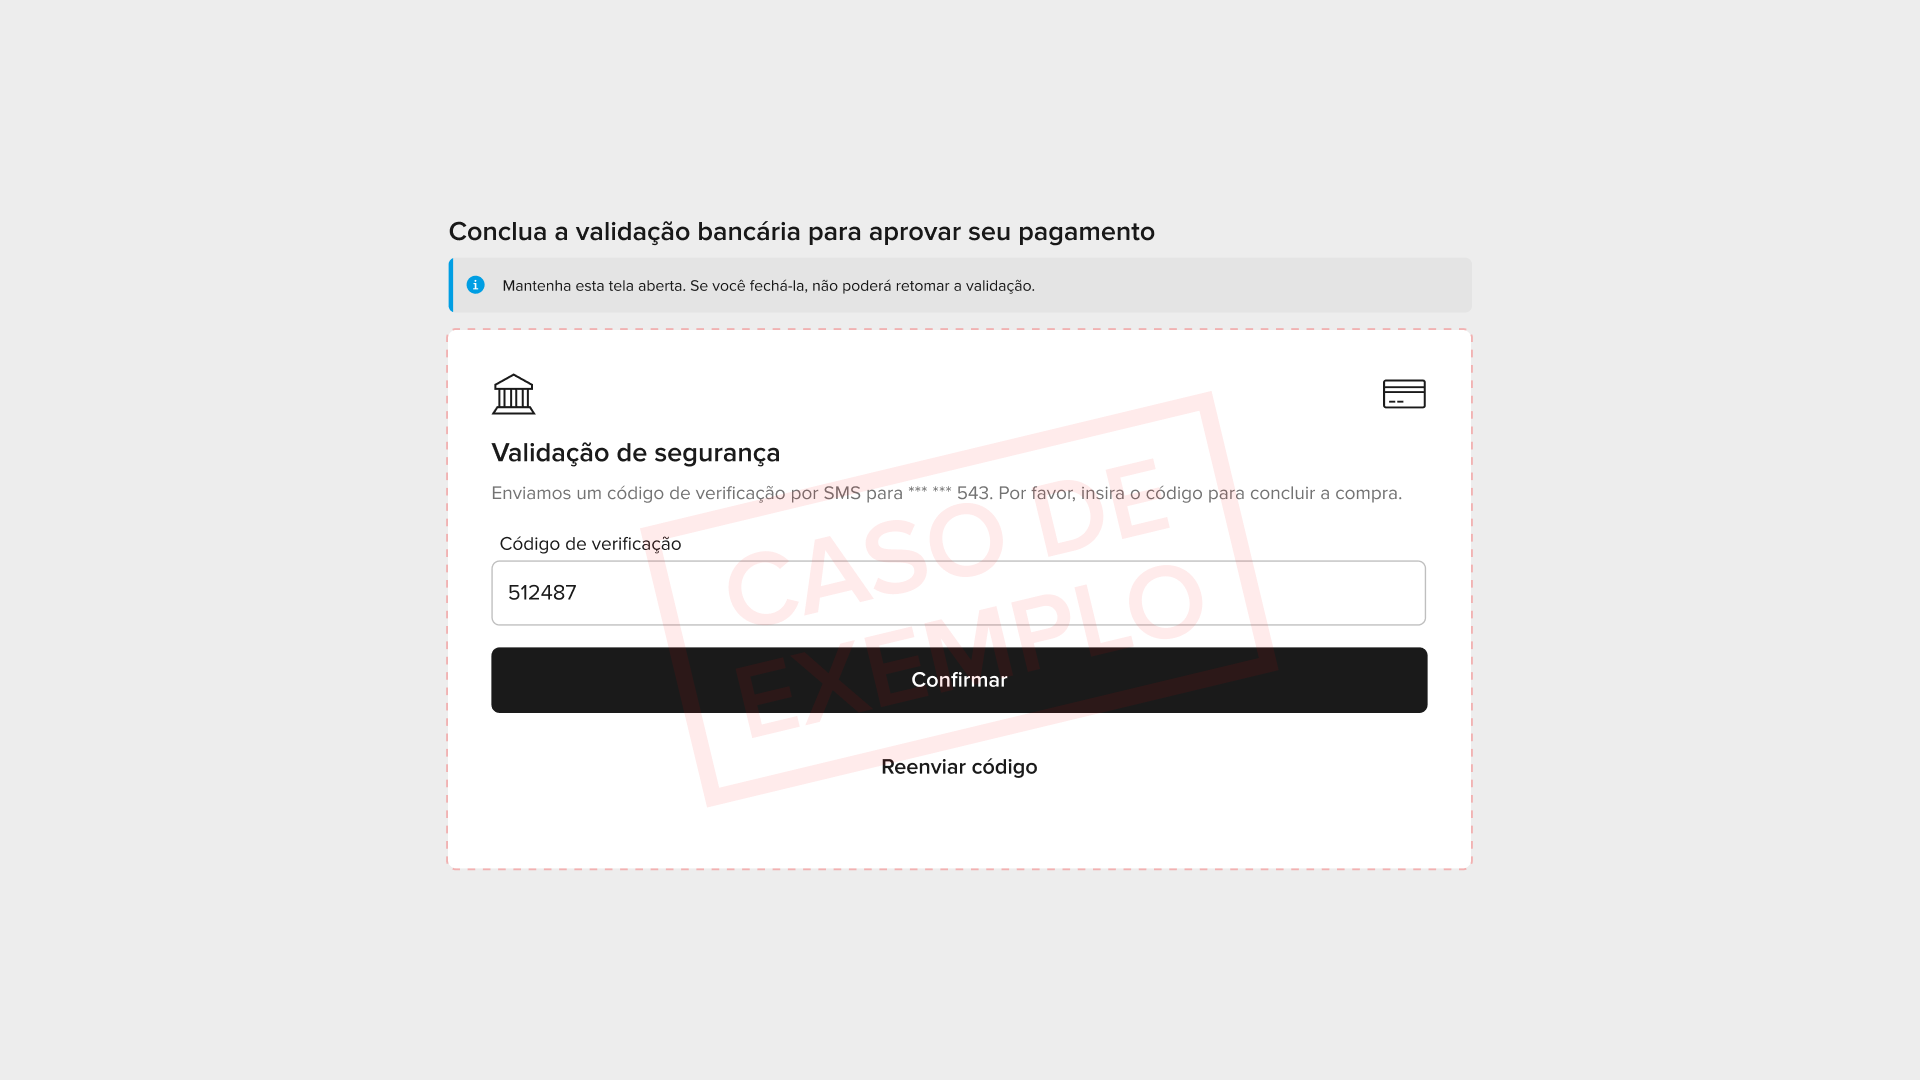 Conclua a validação bancária para aprovar seu pagamento
Mantenha esta tela aberta. Se você fechá-la, não poderá retomar a validação.
Validação de segurança
Enviamos um código de verificação por SMS para *** *** 543. Por favor, insira o código para concluir a compra.
Código de verificação
512487
Confirmar
Reenviar código
CASO DE
EXEMPLO